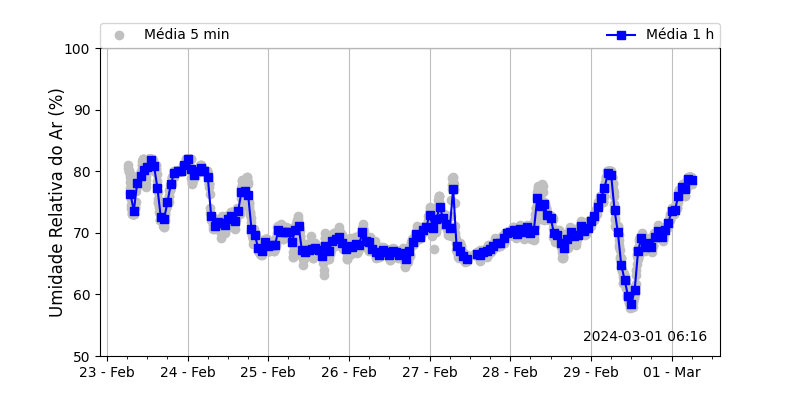 Média 5 min
Média 1 h
Umidade Relativa do Ar (%)
100
90
80
70
60
50
2024-03-01 06:16
23 - Feb
24 - Feb
25 - Feb
26 - Feb
27 - Feb
28 - Feb
29 - Feb
01 - Mar